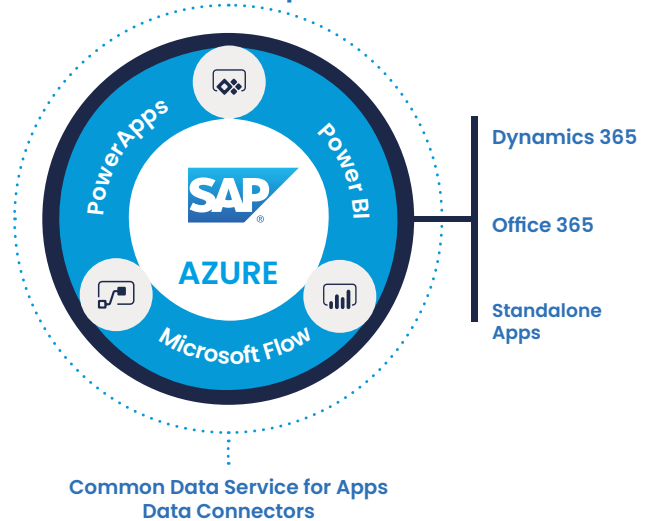 PowerApps
Power BI
SAP
®
AZURE
Microsoft Flow
Dynamics 365
Office 365
Standalone
Apps
Common Data Service for Apps
Data Connectors